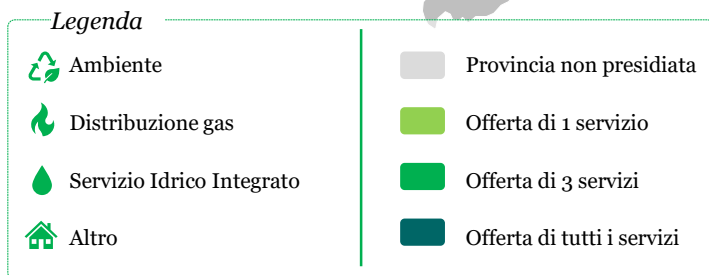 Legenda
Ambiente
Distribuzione gas
Servizio Idrico Integrato
Altro
Provincia non presidiata
Offerta di 1 servizio
Offerta di 3 servizi
Offerta di tutti i servizi